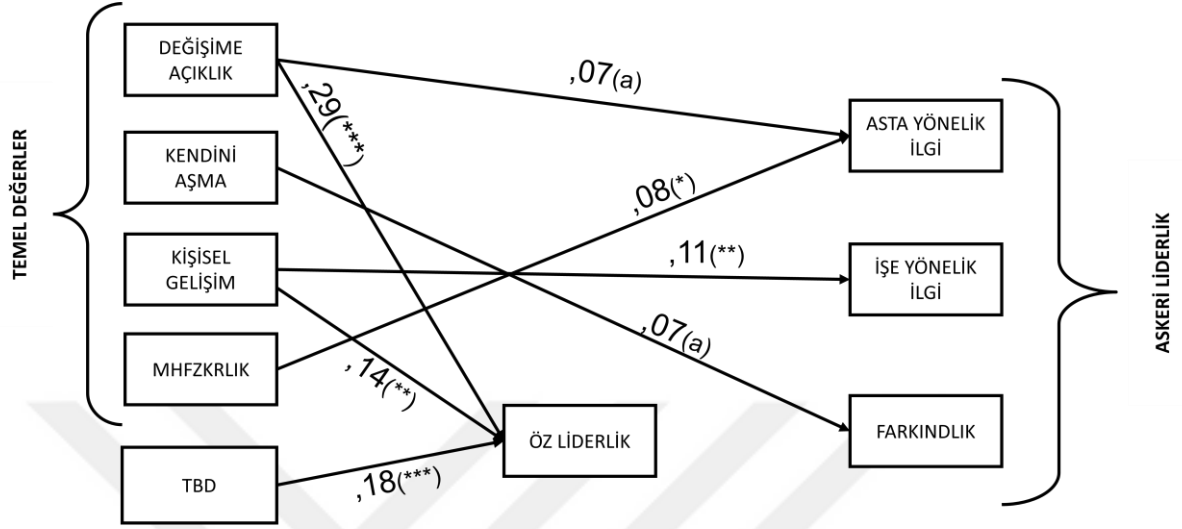 TEMEL DEĞERLER
DEĞİŞİME
AÇIKLIK
KENDİNİ
AŞMA
KİŞİSEL
GELİŞİM
MHFZKRLIK
TBD
,29(***)
,07(a)
,08(*)
,11(**)
,07(a)
,14(**)
,18(***)
ÖZ LİDERLİK
ASTA YÖNELİK
İLGİ
İŞE YÖNELİK
İLGİ
FARKINDLIK
ASKERİ LİDERLİK